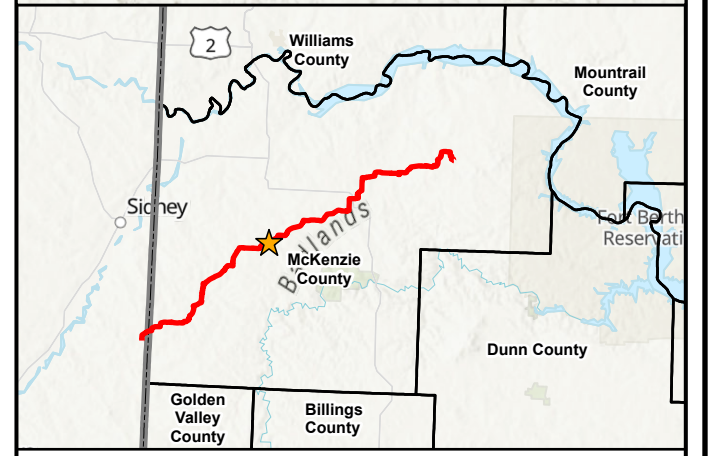 2
Williams
County
Mountrail
County
Sidney
Fort Berth
Reservati
Badlands
McKenzie
County
Dunn County
Golden
Valley
County
Billings
County